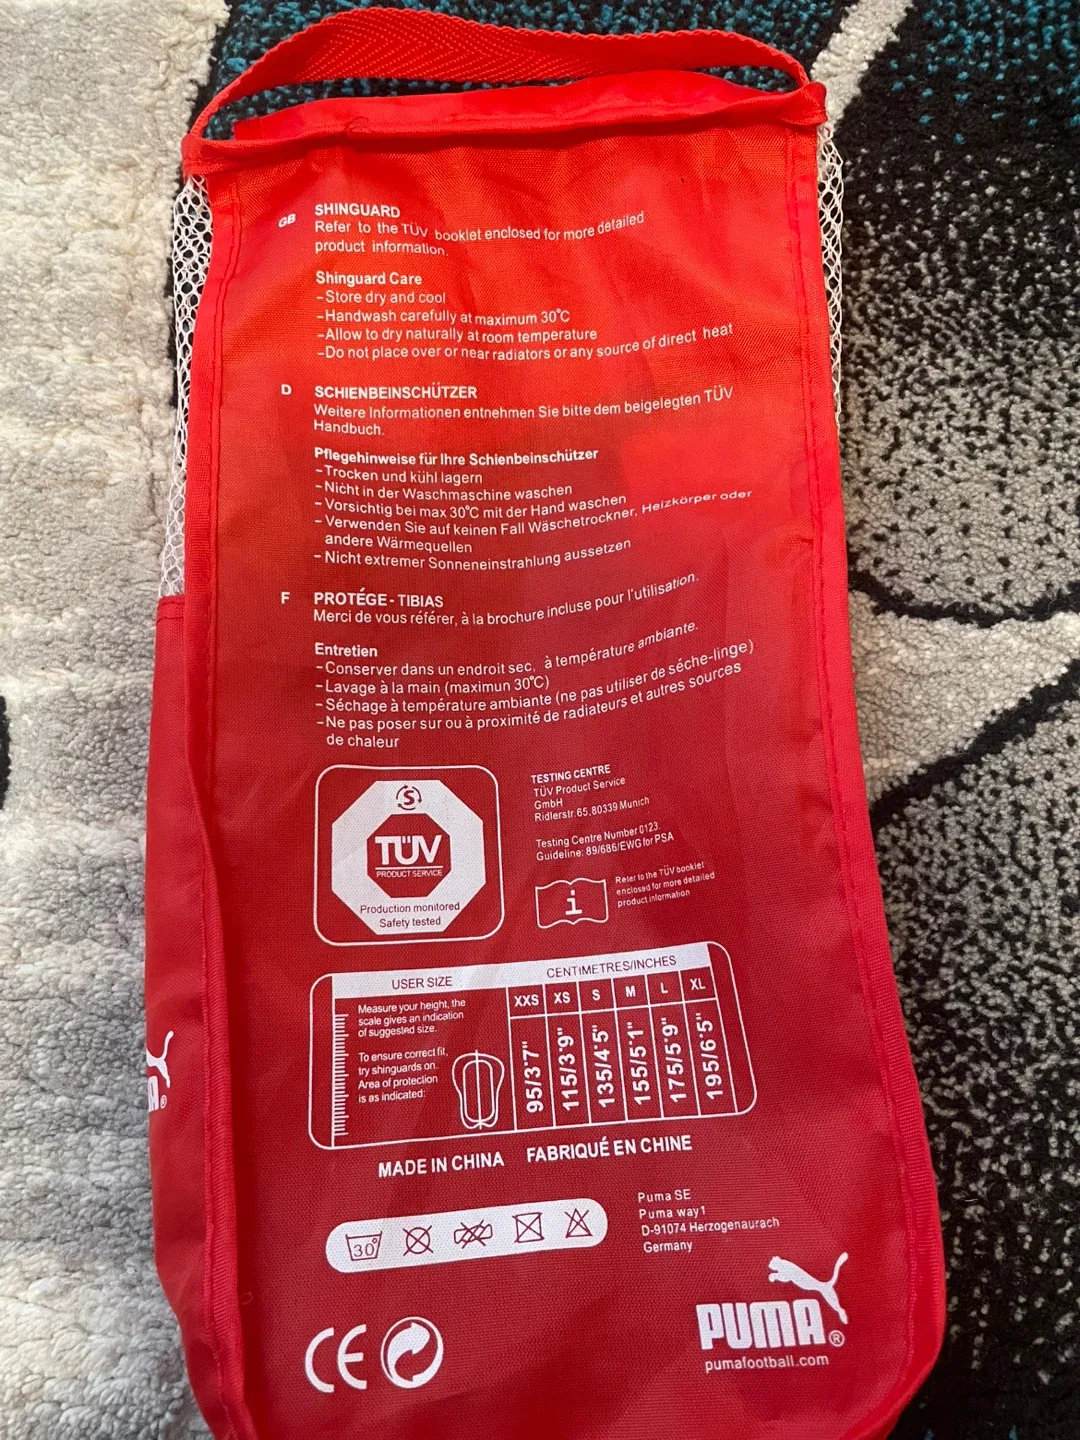 GB SHINGUARD
Refer to the TÜV booklet enclosed for more detailed
product information.
Shinguard Care
-Store dry and cool
-Handwash carefully at maximum 30°C
-Allow to dry naturally at room temperature
-Do not place over or near radiators or any source of direct heat
D SCHIENBEINSCHÜTZER
Weitere Informationen entnehmen Sie bitte dem beigelegten TÜV
Handbuch.
Pflegehinweise für Ihre Schienbeinschützer
-Trocken und kühl lagern
-Nicht in der Waschmaschine waschen
-Vorsichtig bei max 30°C mit der Hand waschen
-Verwenden Sie auf keinen Fall Wäschetrockner, Heizkörper oder
andere Wärmequellen
-Nicht extremer Sonneneinstrahlung aussetzen
F PROTÉGE-TIBIAS
Merci de vous référer, à la brochure incluse pour l'utilisation.
Entretien
-Conserver dans un endroit sec, à température ambiante.
-Lavage à la main (maximun 30°C)
-Séchage à température ambiante (ne pas utiliser de séche-linge)
-Ne pas poser sur ou à proximité de radiateurs et autres sources
de chaleur
S
TÜV
PRODUCT SERVICE
Production monitored
Safety tested
TESTING CENTRE
TÜV Product Service
GmbH
Ridlerstr.65,80339 Munich
Testing Centre Number 0123.
Guideline: 89/686/EWG for PSA
i
Refer to the TÜV booklet
enclosed for more detailed
product information
USER SIZE
CENTIMETRES/INCHES
Measure your height, the
scale gives an indication
of suggested size.
To ensure correct fit,
try shinguards on.
Area of protection
is as indicated:
XXS XS S M L XL
95/3'7" 115/3'9" 135/4'5" 155/5'1" 175/5'9" 195/6'5"
MADE IN CHINA FABRIQUÉ EN CHINE
30°
Puma SE
Puma way1
D-91074 Herzogenaurach
Germany
CE
PUMA®
pumafootball.com
A®